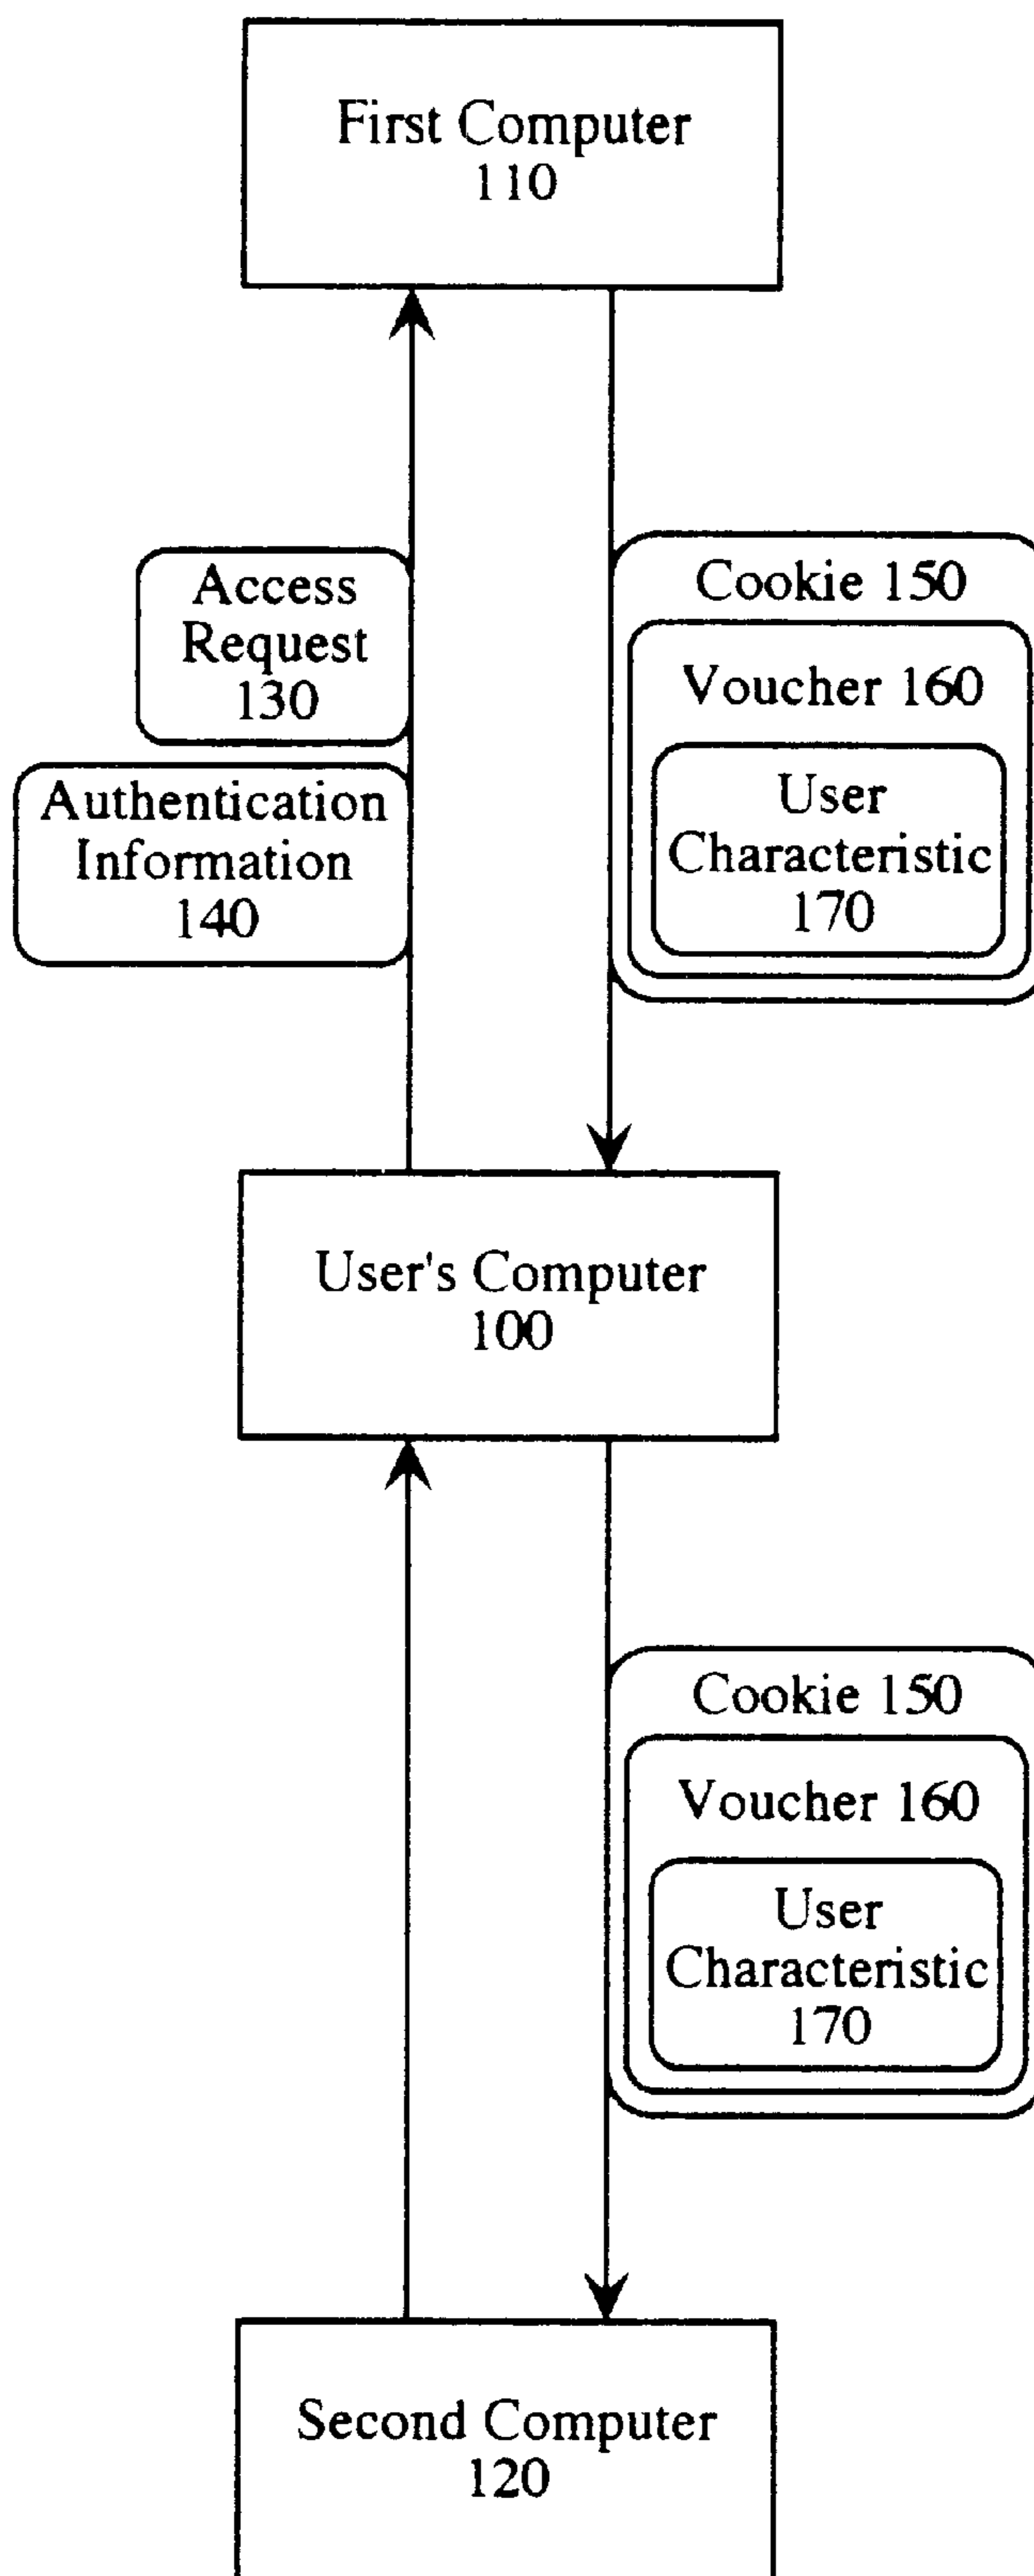 First Computer
110
Access
Request
130
Authentication
Information
140
Cookie 150
Voucher 160
User
Characteristic
170
User's Computer
100
Cookie 150
Voucher 160
User
Characteristic
170
Second Computer
120